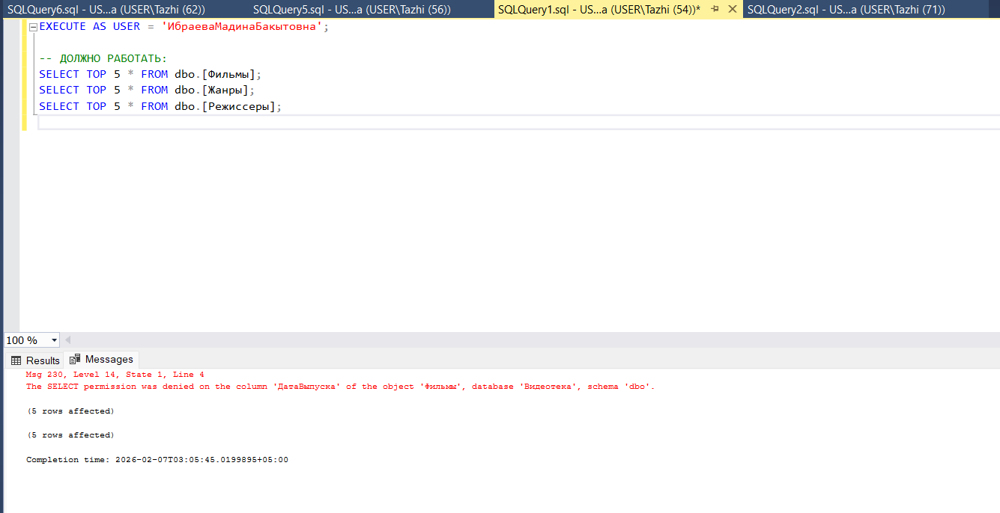 SQLQuery6.sql - US...a (USER\Tazhi (62)) SQLQuery5.sql - US...a (USER\Tazhi (56)) SQLQuery1.sql - US...a (USER\Tazhi (54))* SQLQuery2.sql - US...a (USER\Tazhi (71))
EXECUTE AS USER = 'ИбраеваМадинаБакытовна';
-- ДОЛЖНО РАБОТАТЬ:
SELECT TOP 5 * FROM dbo.[Фильмы];
SELECT TOP 5 * FROM dbo.[Жанры];
SELECT TOP 5 * FROM dbo.[Режиссеры];
100 %
Results Messages
Msg 230, Level 14, State 1, Line 4
The SELECT permission was denied on the column 'ДатаВыпуска' of the object 'Фильмы', database 'Видеотека', schema 'dbo'.
(5 rows affected)
(5 rows affected)
Completion time: 2026-02-07T03:05:45.0199895+05:00